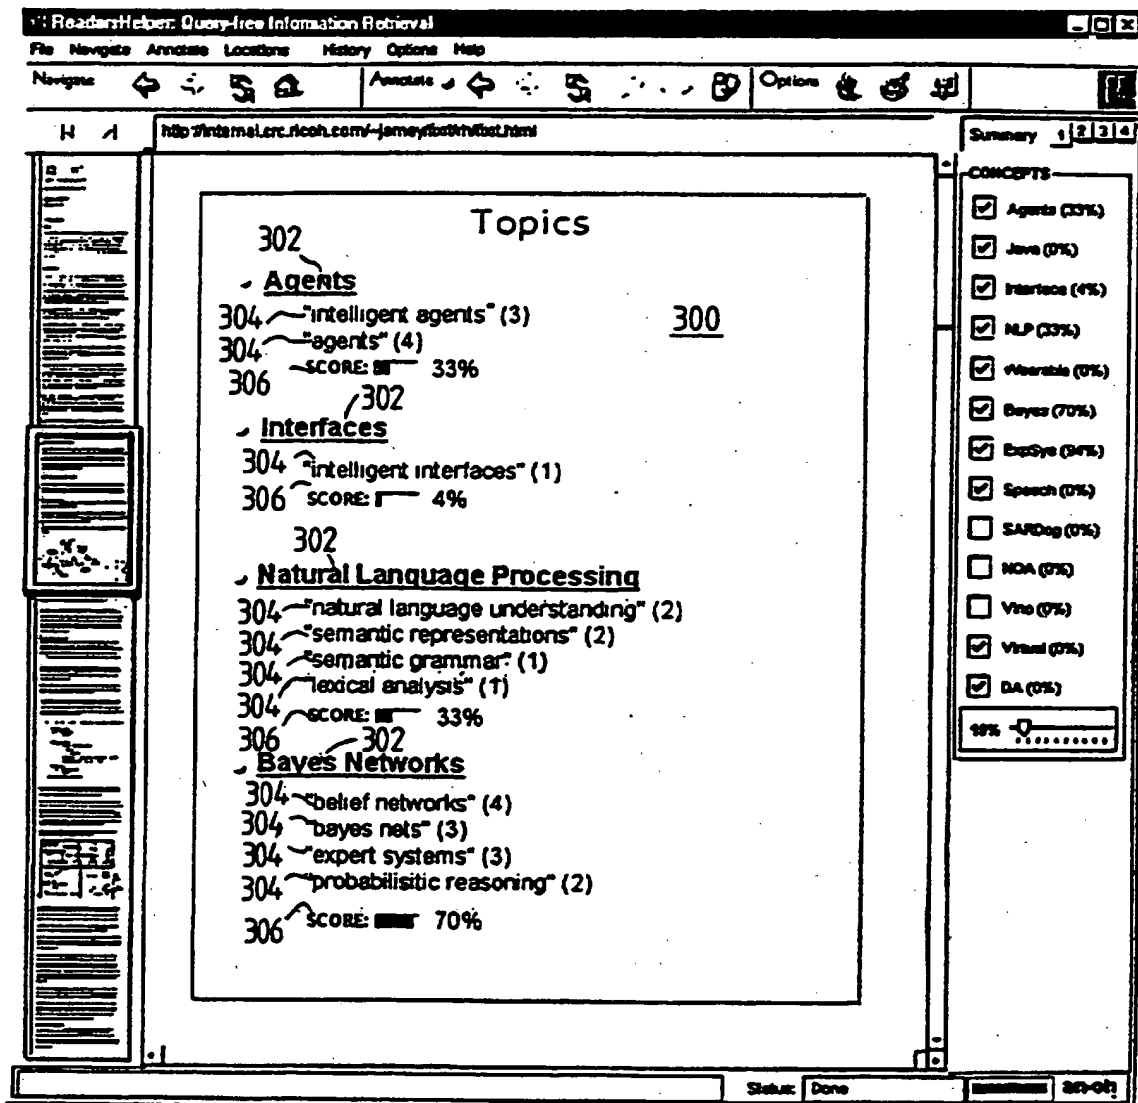 ReadersHelper: Query-free Information Retrieval
File Navigate Annotate Locations History Options Help
Navigate Annotate Options
http://internal.crc.ricoh.com/~jamey/tbst/rh/tbst.html
Summary 1 2 3 4
CONCEPTS
Agents (33%)
Java (0%)
Interface (4%)
NLP (33%)
Wearable (0%)
Bayes (70%)
ExpSys (94%)
Speech (0%)
SARDog (0%)
NOA (0%)
Vino (0%)
Virtual (0%)
DA (0%)
Topics
302
Agents
304 "intelligent agents" (3)
300
304 "agents" (4)
306 SCORE: 33%
302
Interfaces
304 "intelligent interfaces" (1)
306 SCORE: 4%
302
Natural Language Processing
304 "natural language understanding" (2)
304 "semantic representations" (2)
304 "semantic grammar" (1)
304 "lexical analysis" (1)
306 SCORE: 33%
302
Bayes Networks
304 "belief networks" (4)
304 "bayes nets" (3)
304 "expert systems" (3)
304 "probabilisitic reasoning" (2)
306 SCORE: 70%
Status: Done